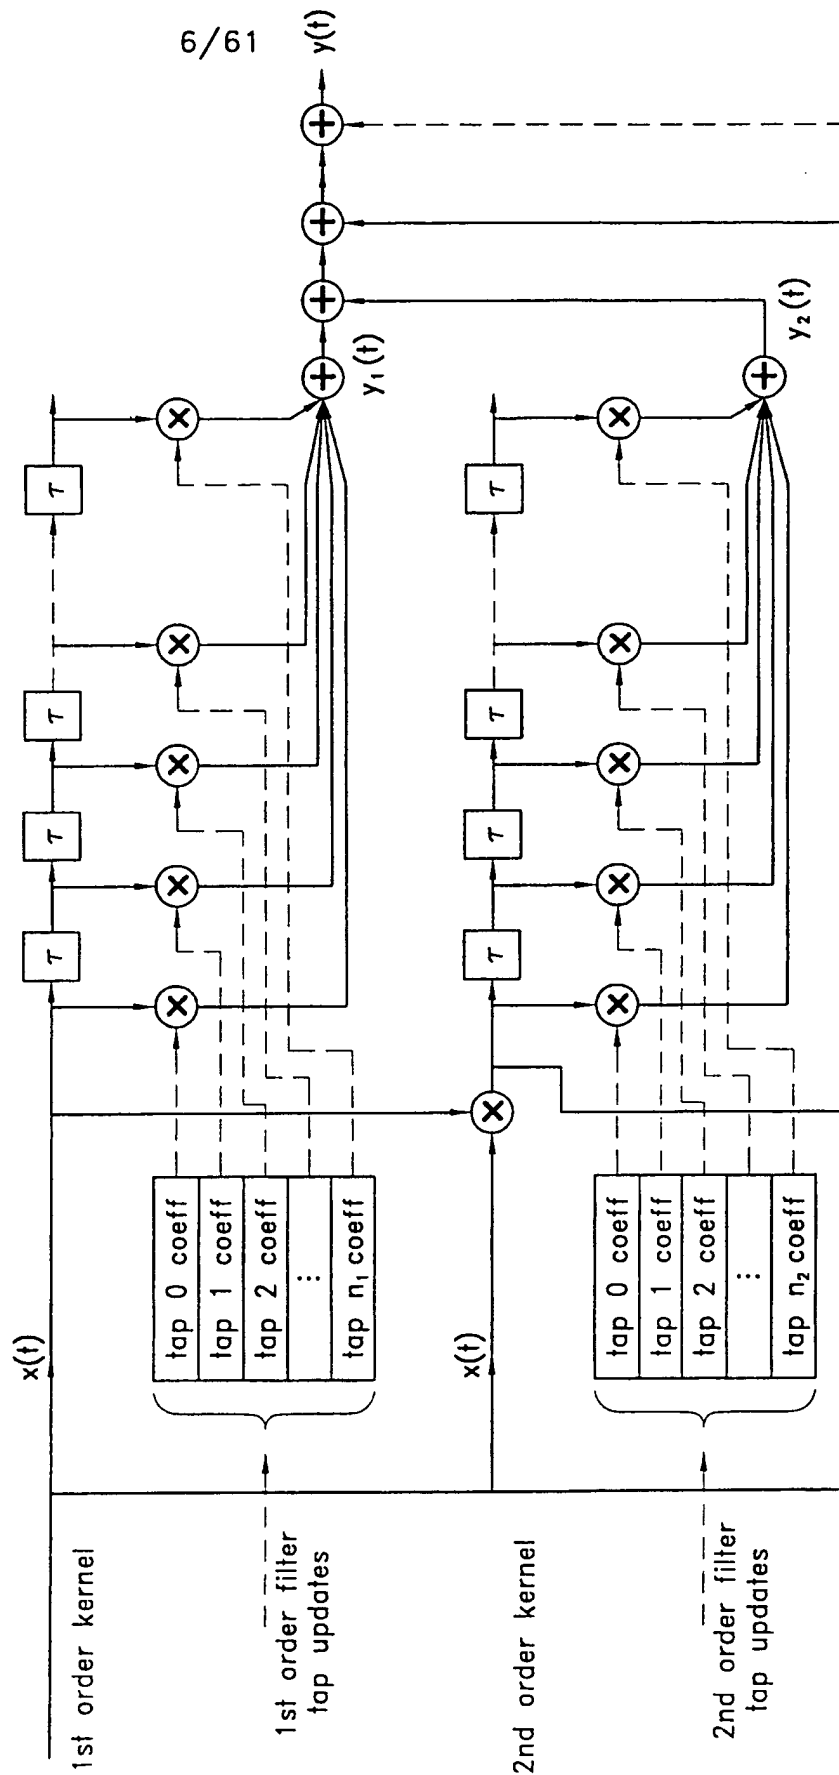 6/61
1st order kernel
x(t)
τ
τ
τ
τ
1st order filter
tap updates
tap 0 coeff
tap 1 coeff
tap 2 coeff
...
tap n₁ coeff
×
×
×
×
×
+
y₁(t)
+
+
+
y(t)
2nd order kernel
x(t)
×
τ
τ
τ
τ
2nd order filter
tap updates
tap 0 coeff
tap 1 coeff
tap 2 coeff
...
tap n₂ coeff
×
×
×
×
×
+
y₂(t)